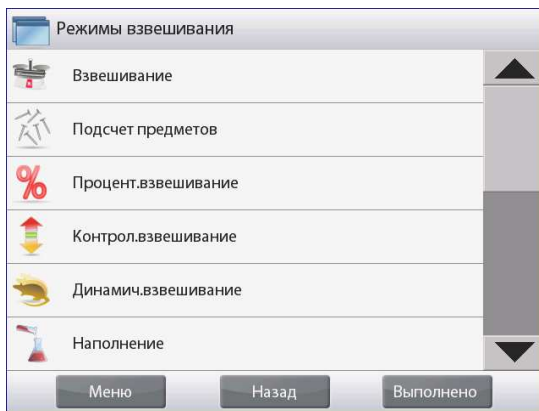 Режимы взвешивания
Взвешивание
Подсчет предметов
% Процент.взвешивание
Контрол.взвешивание
Динамич.взвешивание
Наполнение
Меню Назад Выполнено